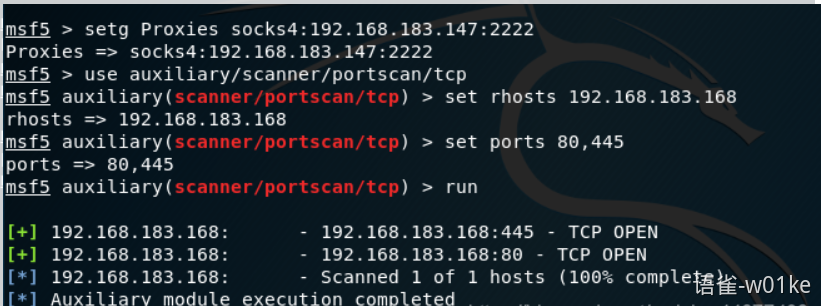 msf5 > setg Proxies socks4:192.168.183.147:2222
Proxies => socks4:192.168.183.147:2222
msf5 > use auxiliary/scanner/portscan/tcp
msf5 auxiliary(scanner/portscan/tcp) > set rhosts 192.168.183.168
rhosts => 192.168.183.168
msf5 auxiliary(scanner/portscan/tcp) > set ports 80,445
ports => 80,445
msf5 auxiliary(scanner/portscan/tcp) > run
[+] 192.168.183.168:      - 192.168.183.168:445 - TCP OPEN
[+] 192.168.183.168:      - 192.168.183.168:80 - TCP OPEN
[*] 192.168.183.168:      - Scanned 1 of 1 hosts (100% complete)
[*] Auxiliary module execution completed
语雀-w01ke